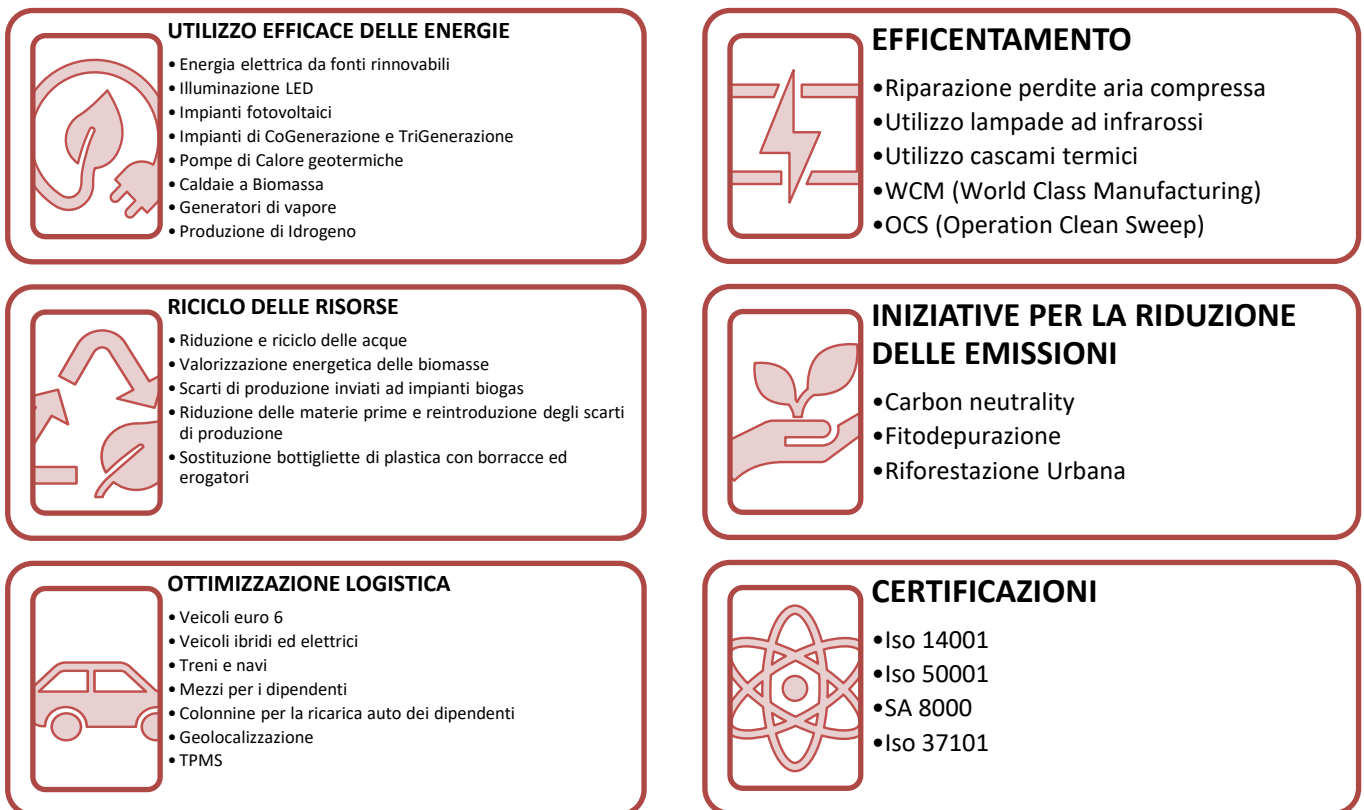 UTILIZZO EFFICACE DELLE ENERGIE
•Energia elettrica da fonti rinnovabili
•Illuminazione LED
•Impianti fotovoltaici
•Impianti di CoGenerazione e TriGenerazione
•Pompe di Calore geotermiche
•Caldaie a Biomassa
•Generatori di vapore
•Produzione di Idrogeno
EFFICENTAMENTO
•Riparazione perdite aria compressa
•Utilizzo lampade ad infrarossi
•Utilizzo cascami termici
•WCM (World Class Manufacturing)
•OCS (Operation Clean Sweep)
RICICLO DELLE RISORSE
•Riduzione e riciclo delle acque
•Valorizzazione energetica delle biomasse
•Scarti di produzione inviati ad impianti biogas
•Riduzione delle materie prime e reintroduzione degli scarti
di produzione
•Sostituzione bottigliette di plastica con borracce ed
erogatori
INIZIATIVE PER LA RIDUZIONE
DELLE EMISSIONI
•Carbon neutrality
•Fitodepurazione
•Riforestazione Urbana
OTTIMIZZAZIONE LOGISTICA
•Veicoli euro 6
•Veicoli ibridi ed elettrici
•Treni e navi
•Mezzi per i dipendenti
•Colonnine per la ricarica auto dei dipendenti
•Geolocalizzazione
•TPMS
CERTIFICAZIONI
•Iso 14001
•Iso 50001
•SA 8000
•Iso 37101